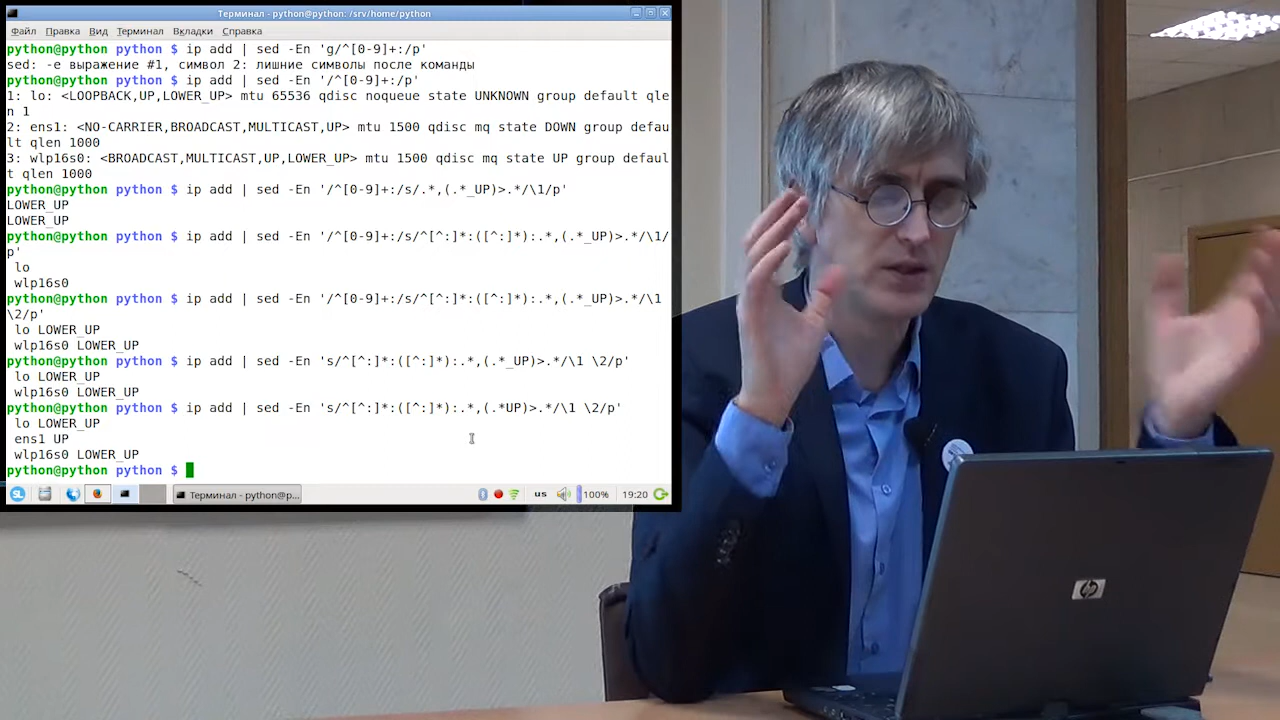 Терминал - python@python: /srv/home/python
Файл Правка Вид Терминал Вкладки Справка
python@python python $ ip add | sed -En 'g/^[0-9]+:/p'
sed: -e выражение #1, символ 2: лишние символы после команды
python@python python $ ip add | sed -En '/^[0-9]+:/p'
1: lo: <LOOPBACK,UP,LOWER_UP> mtu 65536 qdisc noqueue state UNKNOWN group default qle
n 1
2: ens1: <NO-CARRIER,BROADCAST,MULTICAST,UP> mtu 1500 qdisc mq state DOWN group defau
lt qlen 1000
3: wlp16s0: <BROADCAST,MULTICAST,UP,LOWER_UP> mtu 1500 qdisc mq state UP group defaul
t qlen 1000
python@python python $ ip add | sed -En '/^[0-9]+:/s/.*,(.*_UP)>.*/\1/p'
LOWER_UP
LOWER_UP
python@python python $ ip add | sed -En '/^[0-9]+:/s/^[^:]*:([^:]*):.*,(.*_UP)>.*/\1/
p'
 lo
 wlp16s0
python@python python $ ip add | sed -En '/^[0-9]+:/s/^[^:]*:([^:]*):.*,(.*_UP)>.*/\1
\2/p'
 lo LOWER_UP
 wlp16s0 LOWER_UP
python@python python $ ip add | sed -En 's/^[^:]*:([^:]*):.*,(.*_UP)>.*/\1 \2/p'
 lo LOWER_UP
 wlp16s0 LOWER_UP
python@python python $ ip add | sed -En 's/^[^:]*:([^:]*):.*,(.*UP)>.*/\1 \2/p'
 lo LOWER_UP
 ens1 UP
 wlp16s0 LOWER_UP
python@python python $
Терминал - python@p... us 100% 19:20
hp